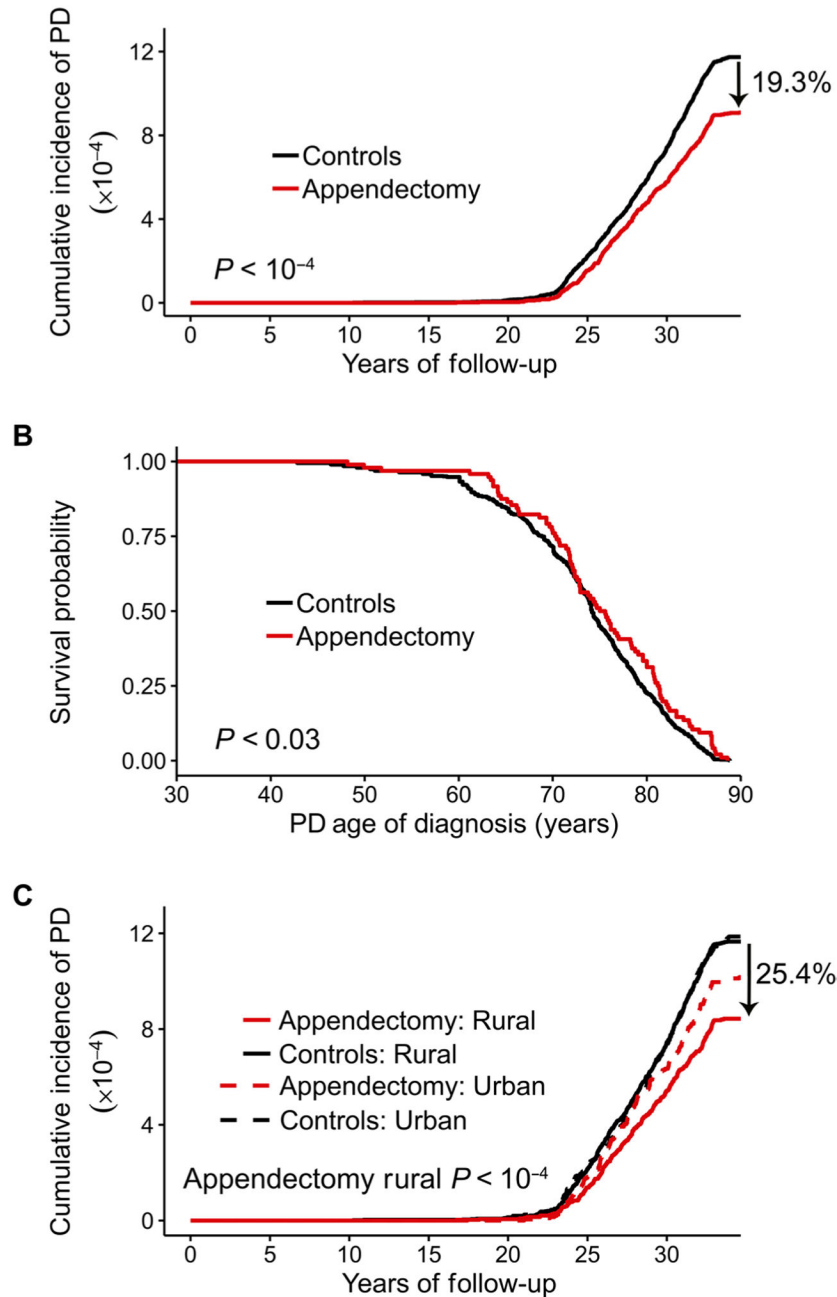 Cumulative incidence of PD
(×10⁻⁴)
12
8
4
0
19.3%
Controls
Appendectomy
P < 10⁻⁴
0 5 10 15 20 25 30
Years of follow-up
B
Survival probability
1.00
0.75
0.50
0.25
0.00
Controls
Appendectomy
P < 0.03
30 40 50 60 70 80 90
PD age of diagnosis (years)
C
Cumulative incidence of PD
(×10⁻⁴)
12
8
4
0
25.4%
Appendectomy: Rural
Controls: Rural
Appendectomy: Urban
Controls: Urban
Appendectomy rural P < 10⁻⁴
0 5 10 15 20 25 30
Years of follow-up